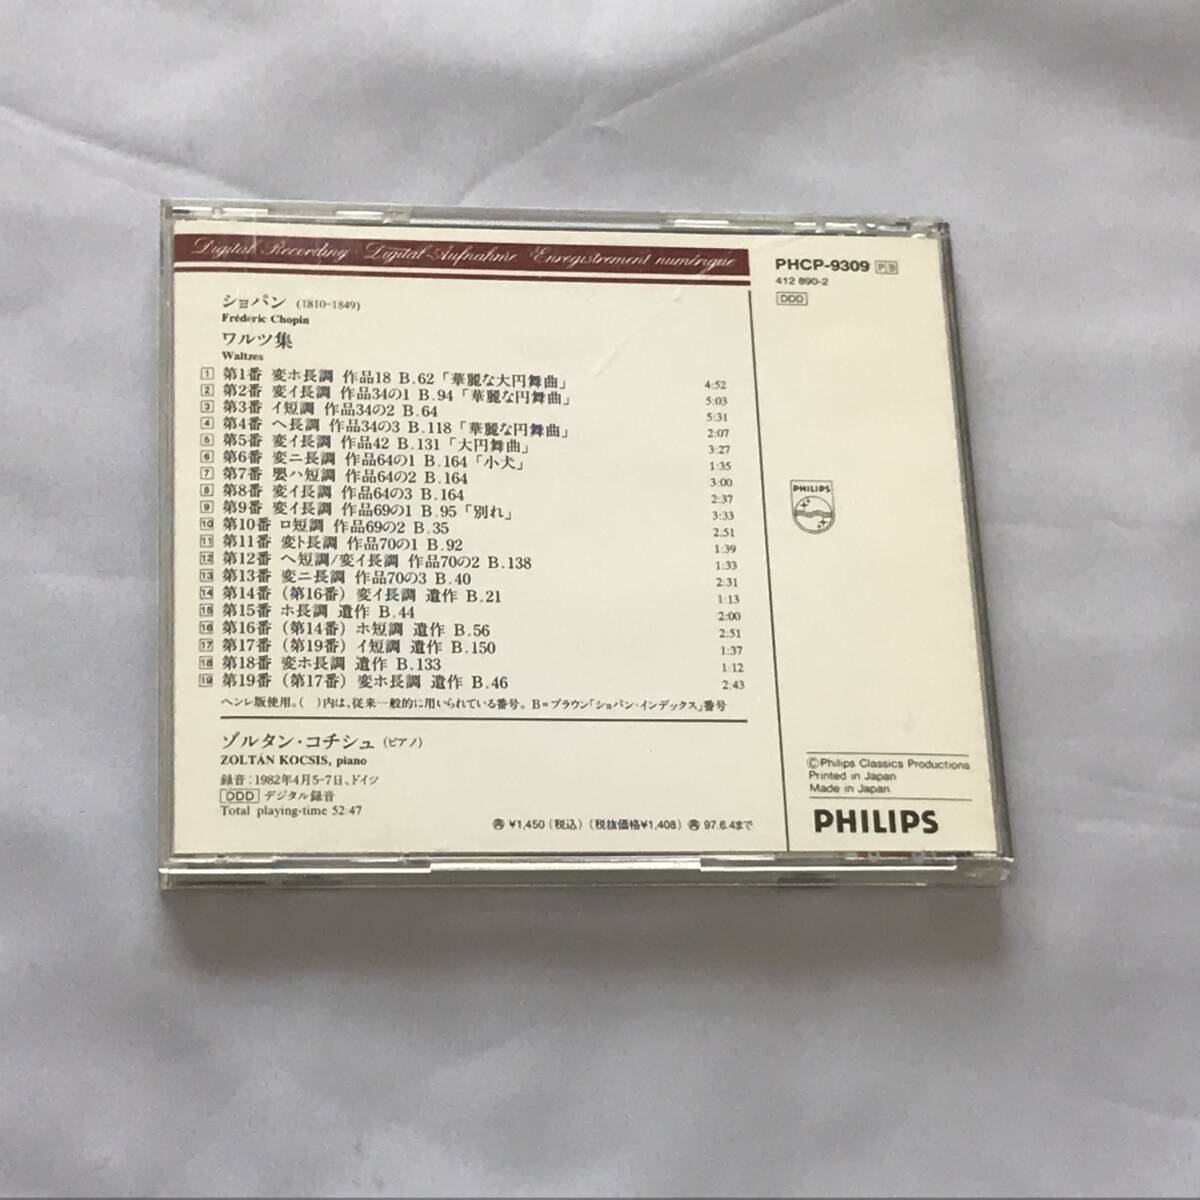 Digital Recording Digital-Aufnahme Enregistrement numérique
ショパン (1810-1849)
Fréderic Chopin
ワルツ集
Waltzes
1 第1番 変ホ長調 作品18 B.62「華麗な大円舞曲」 4:52
2 第2番 変イ長調 作品34の1 B.94「華麗な円舞曲」 5:03
3 第3番 イ短調 作品34の2 B.64 5:31
4 第4番 ヘ長調 作品34の3 B.118「華麗な円舞曲」 2:07
5 第5番 変イ長調 作品42 B.131「大円舞曲」 3:27
6 第6番 変ニ長調 作品64の1 B.164「小犬」 1:35
7 第7番 嬰ハ短調 作品64の2 B.164 3:00
8 第8番 変イ長調 作品64の3 B.164 2:37
9 第9番 変イ長調 作品69の1 B.95「別れ」 3:33
10 第10番 ロ短調 作品69の2 B.35 2:51
11 第11番 変ト長調 作品70の1 B.92 1:39
12 第12番 ヘ短調/変イ長調 作品70の2 B.138 1:33
13 第13番 変ニ長調 作品70の3 B.40 2:31
14 第14番（第16番）変イ長調 遺作 B.21 1:13
15 第15番 ホ長調 遺作 B.44 2:00
16 第16番（第14番）ホ短調 遺作 B.56 2:51
17 第17番（第19番）イ短調 遺作 B.150 1:37
18 第18番 変ホ長調 遺作 B.133 1:12
19 第19番（第17番）変ホ長調 遺作 B.46 2:43
ヘンレ版使用。（ ）内は、従来一般的に用いられている番号。B=ブラウン「ショパン・インデックス」番号
ゾルタン・コチシュ（ピアノ）
ZOLTÁN KOCSIS, piano
録音：1982年4月5-7日、ドイツ
DDD デジタル録音
Total playing-time 52:47
再 ¥1,450（税込）（税抜価格¥1,408）再 97.6.4まで
PHCP-9309 PB
412 890-2
DDD
PHILIPS
©Philips Classics Productions
Printed in Japan
Made in Japan
PHILIPS